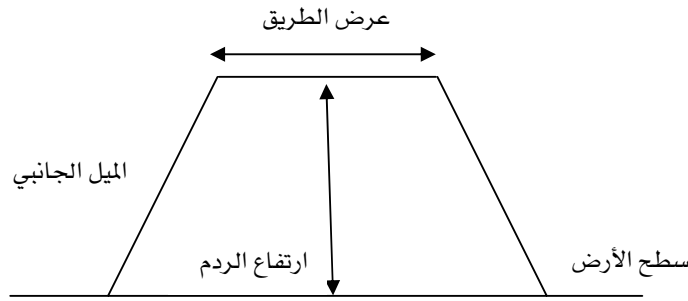 عرض الطريق
الميل الجانبي
ارتفاع الردم
سطح الأرض